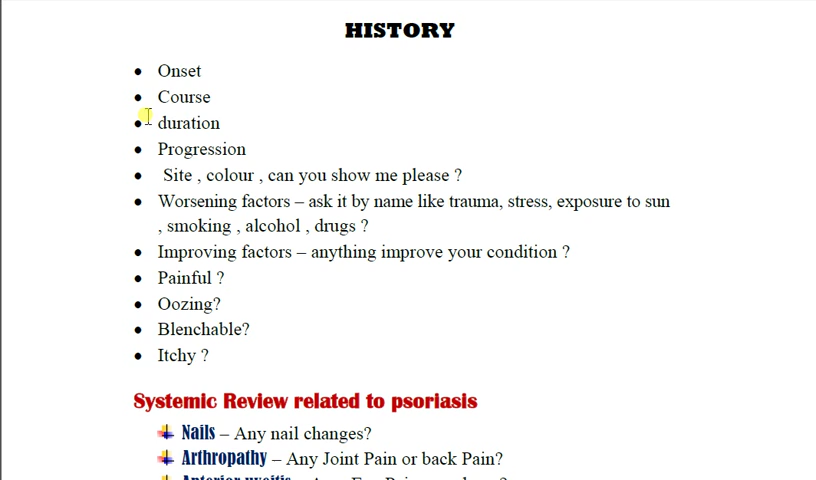 HISTORY
• Onset
• Course
• duration
• Progression
• Site , colour , can you show me please ?
• Worsening factors – ask it by name like trauma, stress, exposure to sun
, smoking , alcohol , drugs ?
• Improving factors – anything improve your condition ?
• Painful ?
• Oozing?
• Blenchable?
• Itchy ?
Systemic Review related to psoriasis
Nails – Any nail changes?
Arthropathy – Any Joint Pain or back Pain?